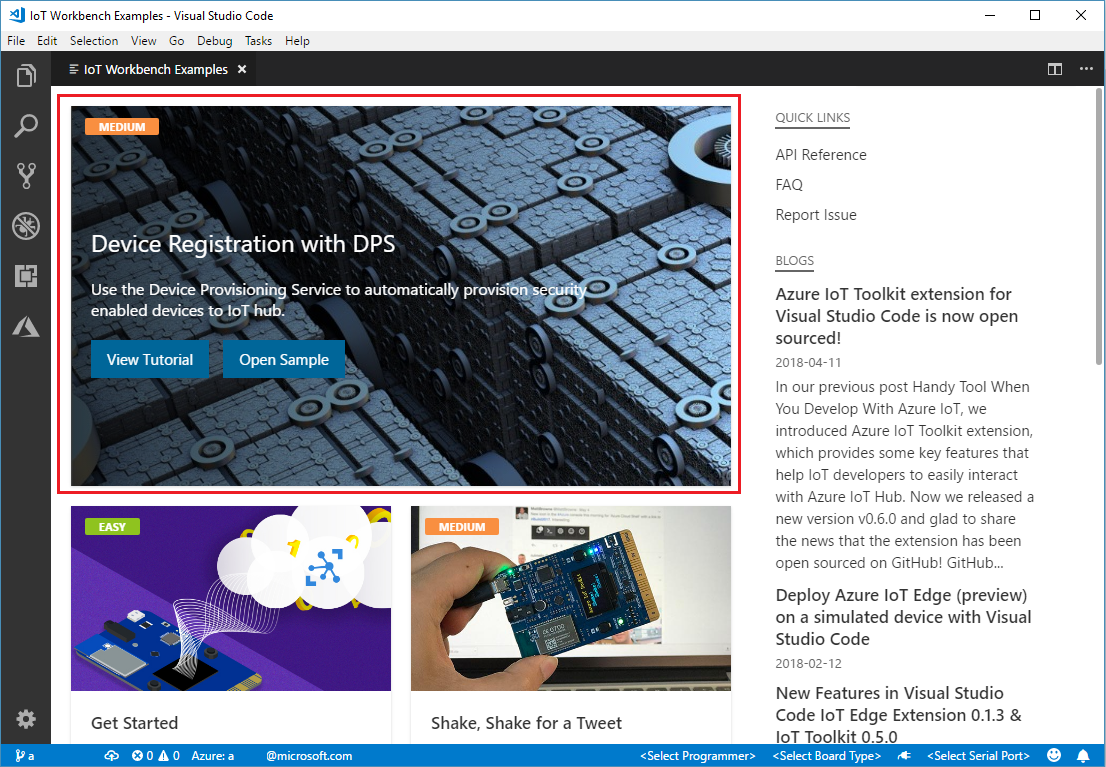 IoT Workbench Examples - Visual Studio Code
File Edit Selection View Go Debug Tasks Help
IoT Workbench Examples
MEDIUM
Device Registration with DPS
Use the Device Provisioning Service to automatically provision security
enabled devices to IoT hub.
View Tutorial Open Sample
EASY
Get Started
MEDIUM
Shake, Shake for a Tweet
QUICK LINKS
API Reference
FAQ
Report Issue
BLOGS
Azure IoT Toolkit extension for
Visual Studio Code is now open
sourced!
2018-04-11
In our previous post Handy Tool When
You Develop With Azure IoT, we
introduced Azure IoT Toolkit extension,
which provides some key features that
help IoT developers to easily interact
with Azure IoT Hub. Now we released a
new version v0.6.0 and glad to share
the news that the extension has been
open sourced on GitHub! GitHub...
Deploy Azure IoT Edge (preview)
on a simulated device with Visual
Studio Code
2018-02-12
New Features in Visual Studio
Code IoT Edge Extension 0.1.3 &
IoT Toolkit 0.5.0
a 0 0 Azure: a @microsoft.com <Select Programmer> <Select Board Type> <Select Serial Port>